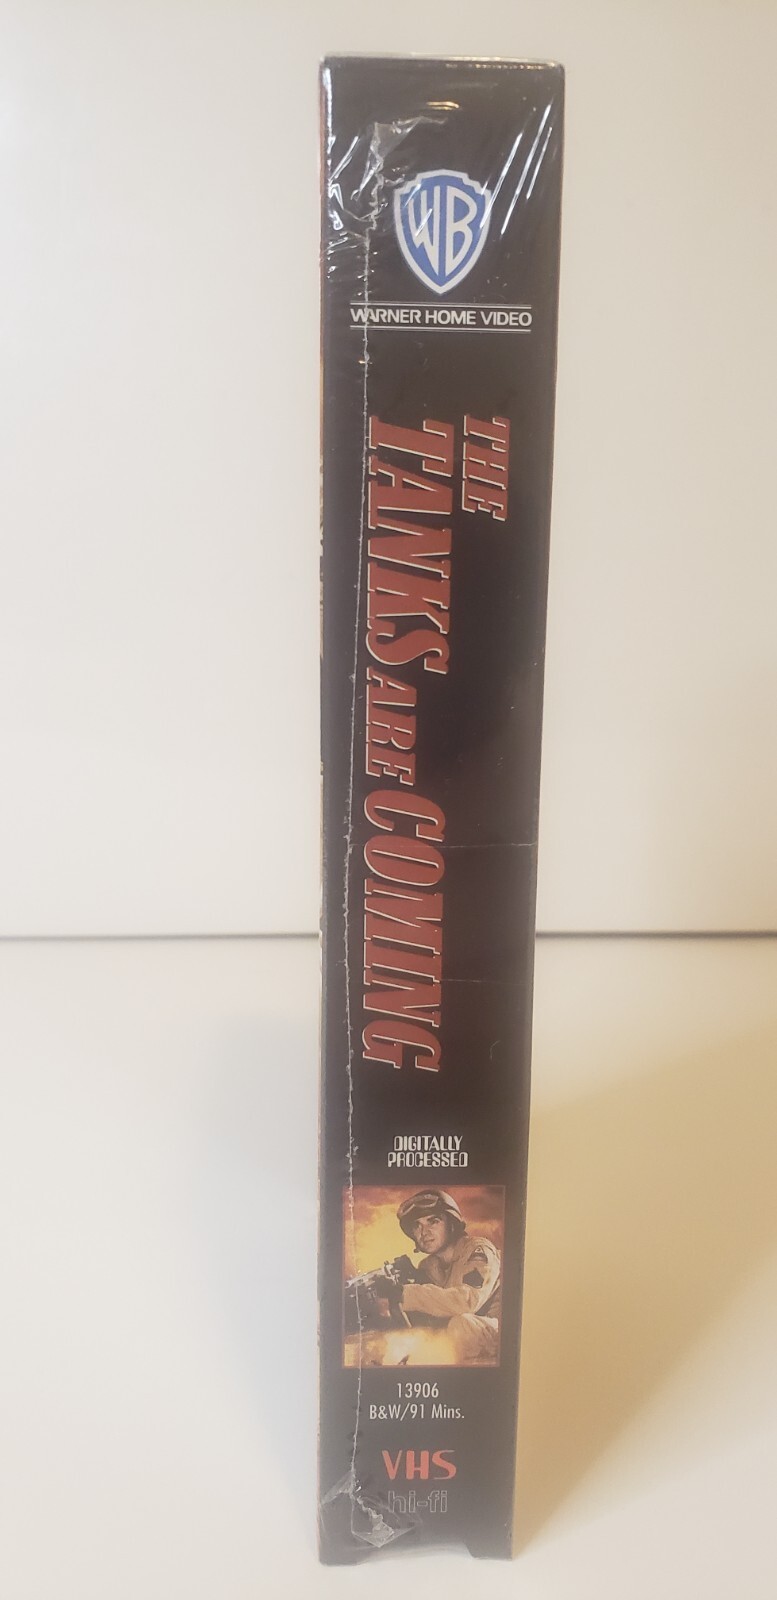 WB
WARNER HOME VIDEO
THE
TANKS ARE COMING
DIGITALLY
PROCESSED
13906
B&W/91 Mins.
VHS
hi-fi